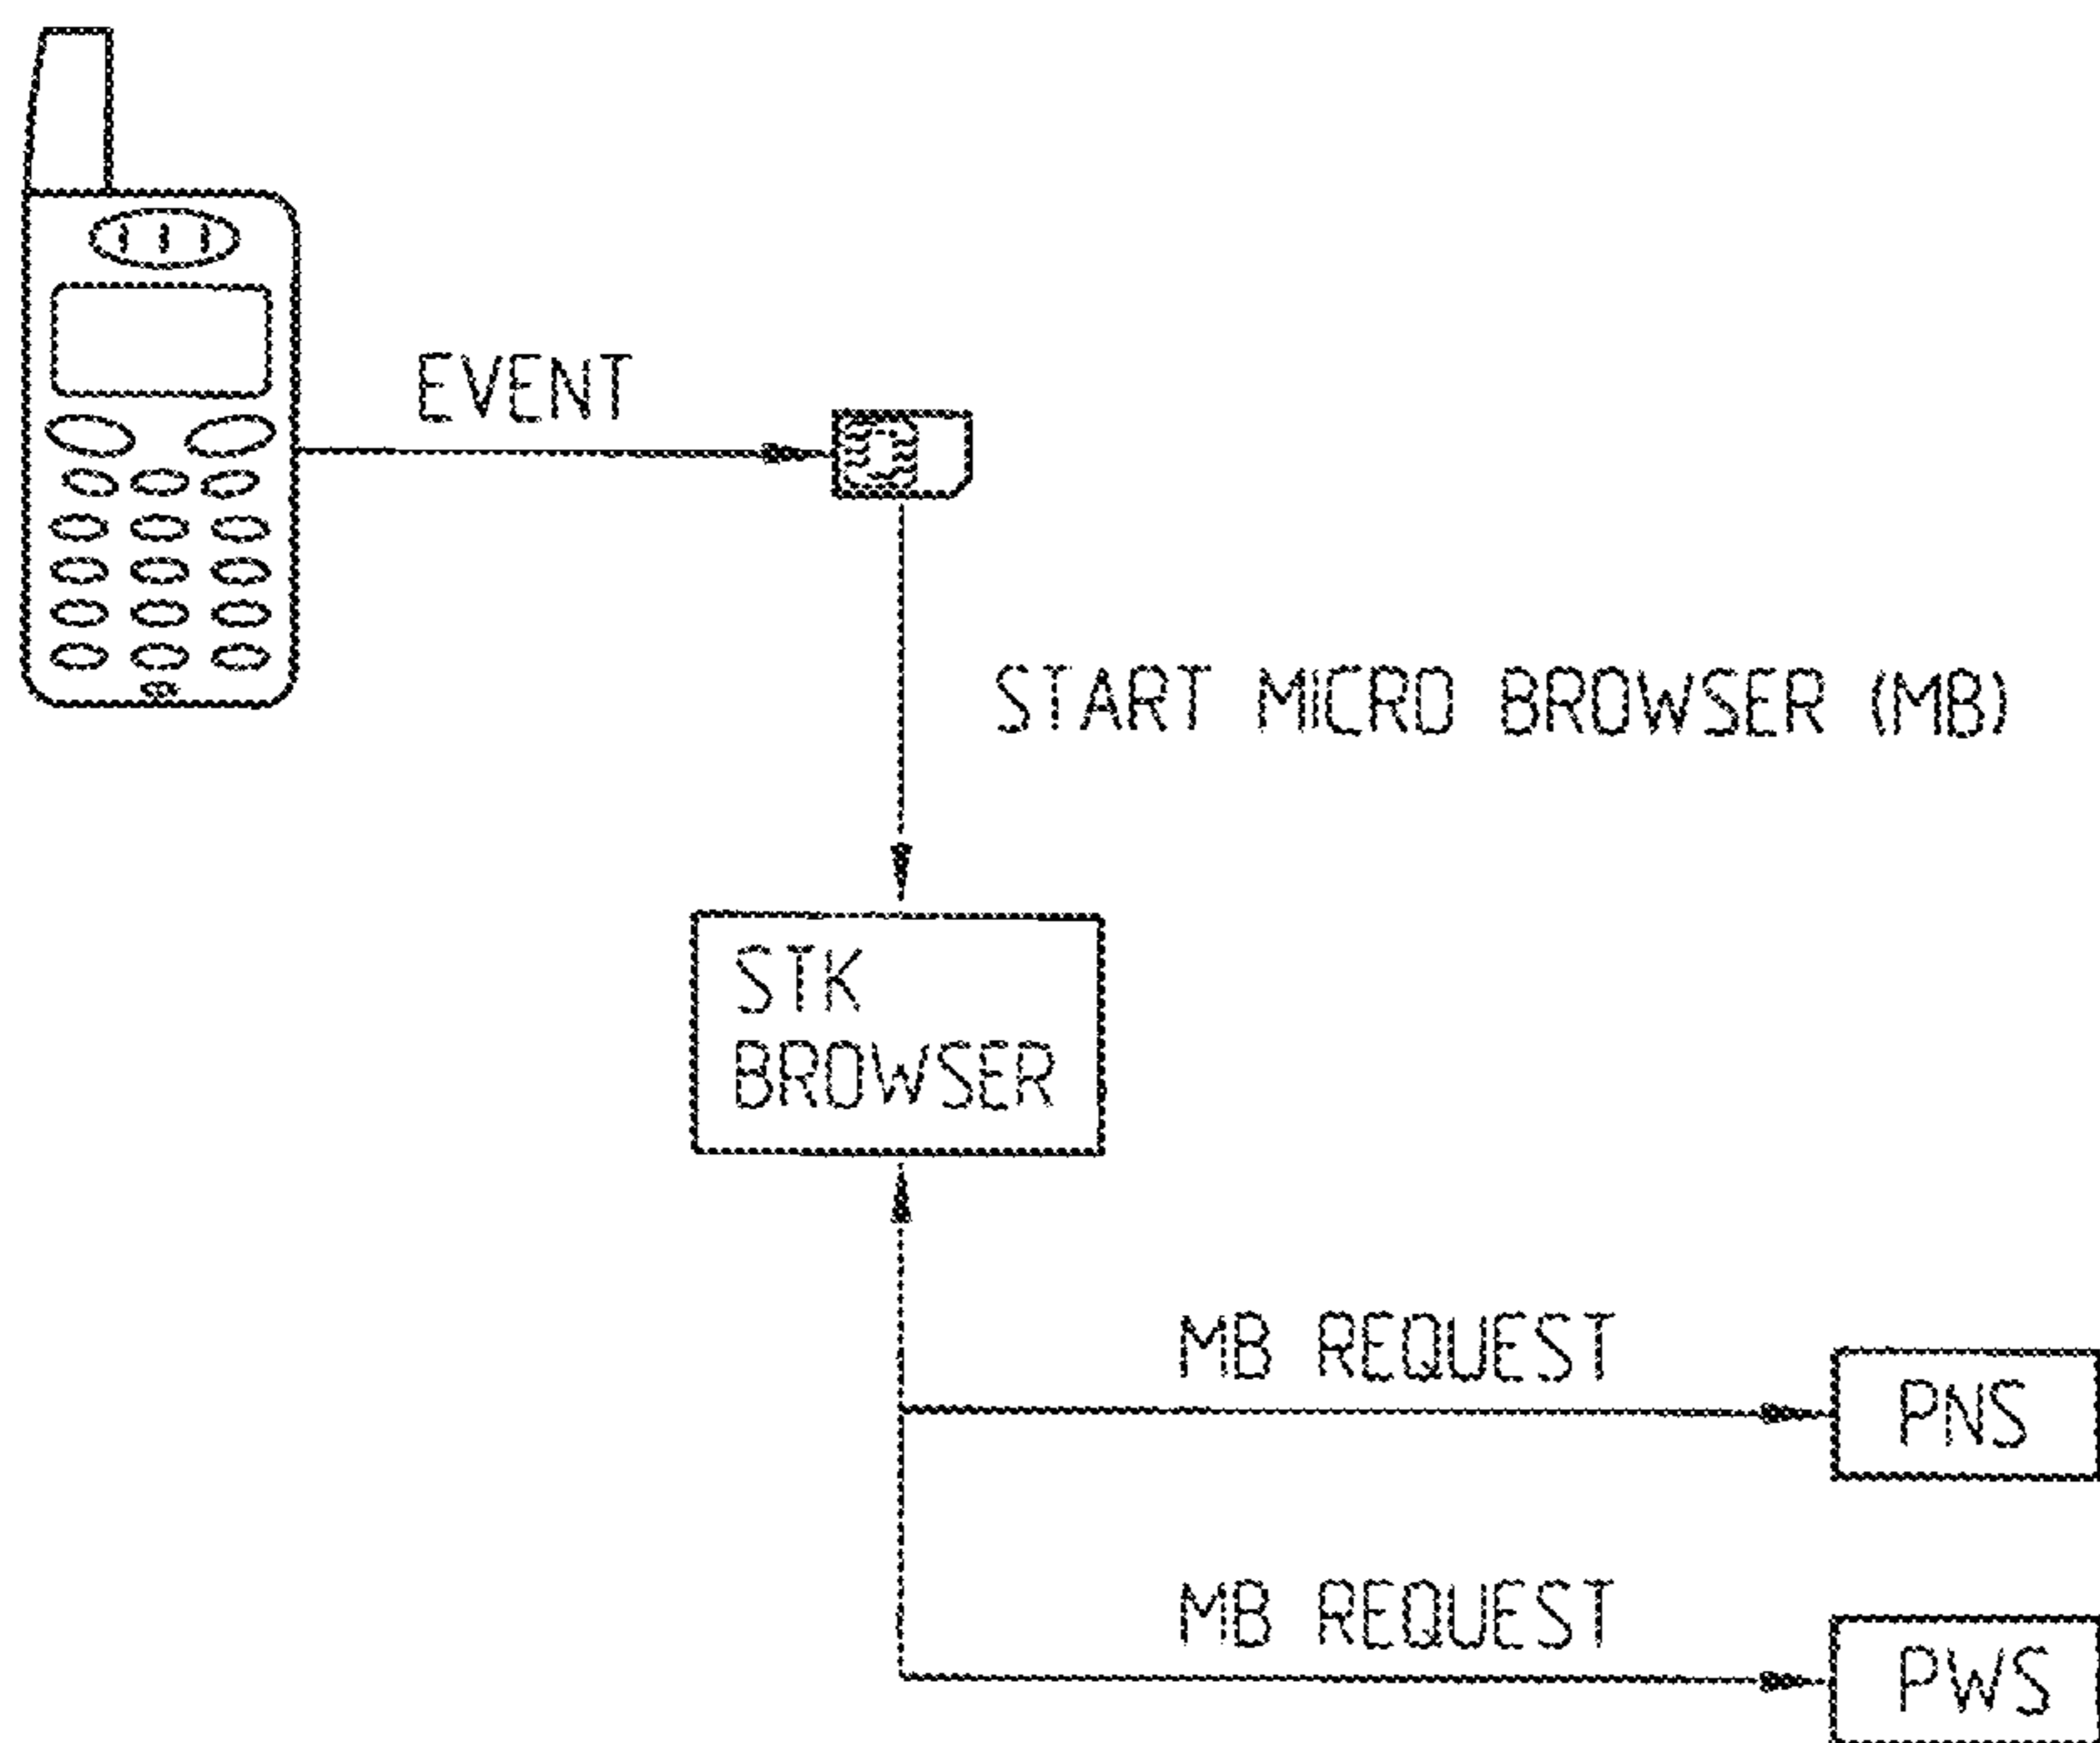 EVENT
START MICRO BROWSER (MB)
STK
BROWSER
MB REQUEST
PNS
MB REQUEST
PWS